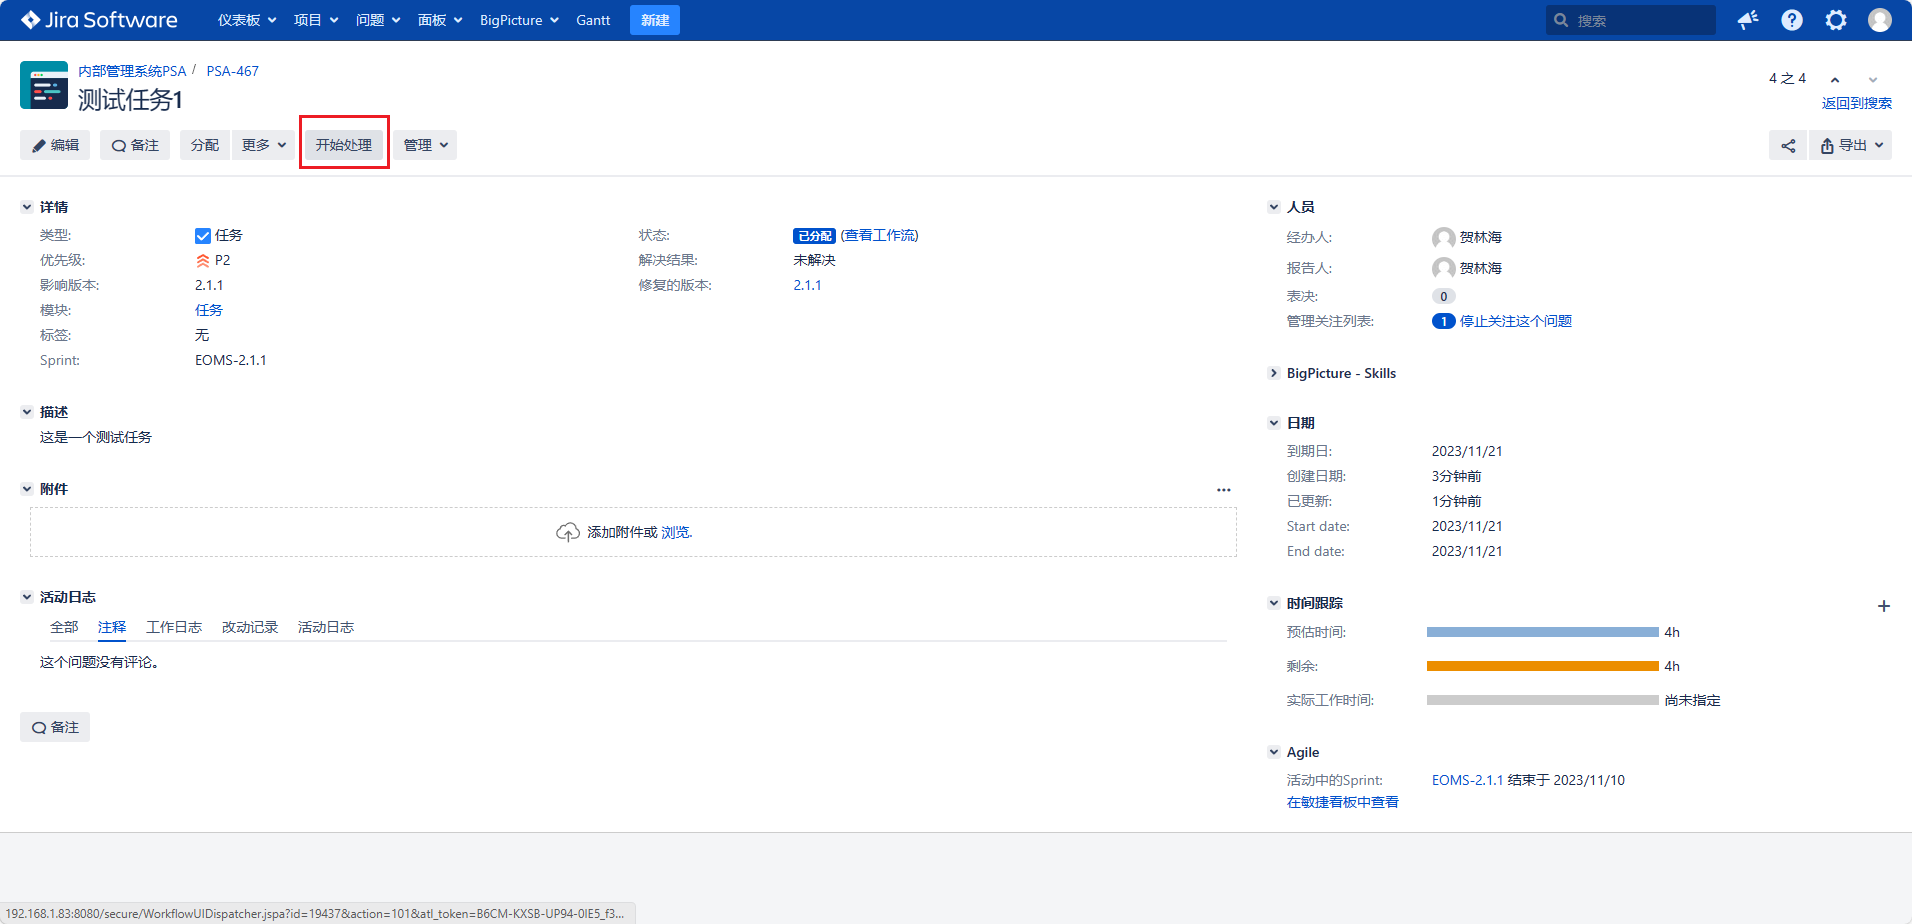 Jira Software 仪表板 项目 问题 面板 BigPicture Gantt 新建 搜索
内部管理系统PSA / PSA-467
测试任务1
4 之 4
返回到搜索
编辑 备注 分配 更多 开始处理 管理 导出
详情
类型: 任务 状态: 已分配 (查看工作流)
优先级: P2 解决结果: 未解决
影响版本: 2.1.1 修复的版本: 2.1.1
模块: 任务
标签: 无
Sprint: EOMS-2.1.1
描述
这是一个测试任务
附件
添加附件或 浏览.
活动日志
全部 注释 工作日志 改动记录 活动日志
这个问题没有评论。
备注
人员
经办人: 贺林海
报告人: 贺林海
表决: 0
管理关注列表: 1 停止关注这个问题
BigPicture - Skills
日期
到期日: 2023/11/21
创建日期: 3分钟前
已更新: 1分钟前
Start date: 2023/11/21
End date: 2023/11/21
时间跟踪
预估时间: 4h
剩余: 4h
实际工作时间: 尚未指定
Agile
活动中的Sprint: EOMS-2.1.1 结束于 2023/11/10
在敏捷看板中查看
192.168.1.83:8080/secure/WorkflowUIDispatcher.jspa?id=19437&action=101&atl_token=B6CM-KXSB-UP94-0IE5_f3...